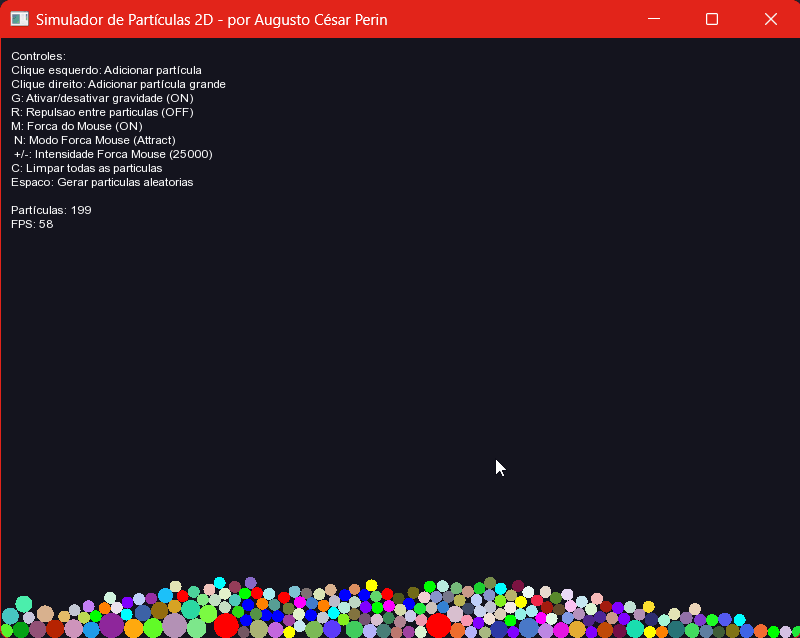 Simulador de Partículas 2D - por Augusto César Perin
Controles:
Clique esquerdo: Adicionar partícula
Clique direito: Adicionar partícula grande
G: Ativar/desativar gravidade (ON)
R: Repulsao entre particulas (OFF)
M: Forca do Mouse (ON)
N: Modo Forca Mouse (Attract)
+/-: Intensidade Forca Mouse (25000)
C: Limpar todas as particulas
Espaco: Gerar particulas aleatorias
Partículas: 199
FPS: 58